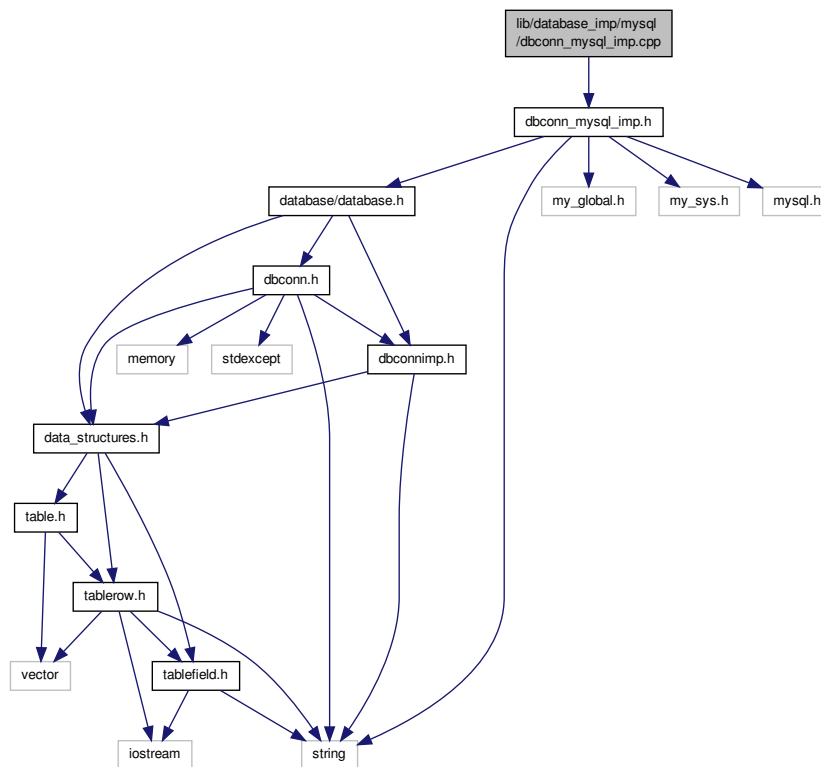 lib/database_imp/mysql
/dbconn_mysql_imp.cpp
dbconn_mysql_imp.h
database/database.h
my_global.h
my_sys.h
mysql.h
dbconn.h
memory
stdexcept
dbconnimp.h
data_structures.h
table.h
tablerow.h
vector
tablefield.h
iostream
string